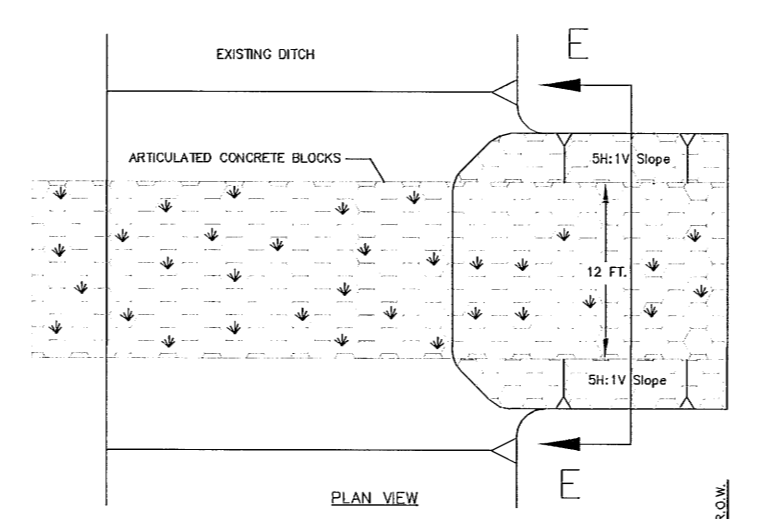 E
EXISTING DITCH
ARTICULATED CONCRETE BLOCKS
5H:1V Slope
12 FT.
5H:1V Slope
E
PLAN VIEW
R.O.W.